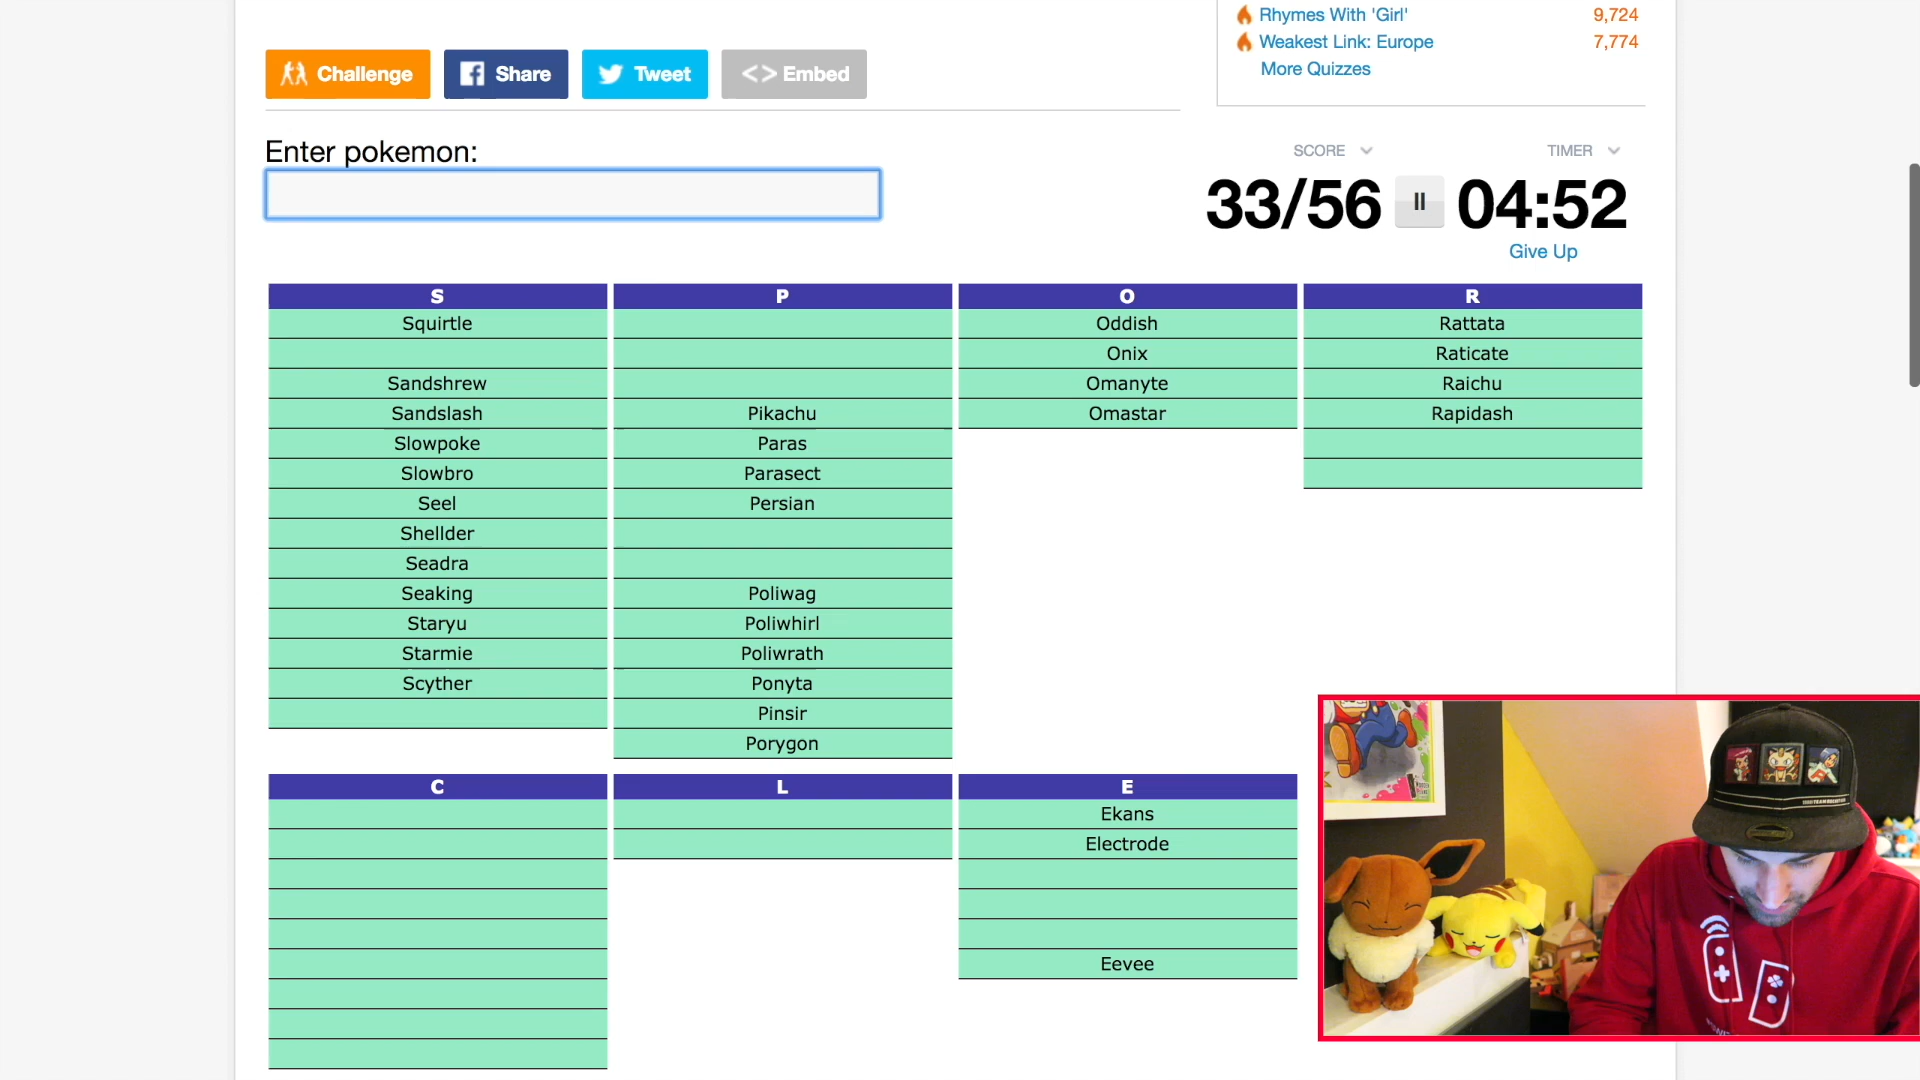 Rhymes With 'Girl' 9,724
Weakest Link: Europe 7,774
More Quizzes
Challenge
Share
Tweet
<> Embed
Enter pokemon:
SCORE
TIMER
33/56
04:52
Give Up
S P O R
Squirtle Oddish Rattata
Onix Raticate
Sandshrew Omanyte Raichu
Sandslash Pikachu Omastar Rapidash
Slowpoke Paras
Slowbro Parasect
Seel Persian
Shellder
Seadra
Seaking Poliwag
Staryu Poliwhirl
Starmie Poliwrath
Scyther Ponyta
Pinsir
Porygon
C L E
Ekans
Electrode
Eevee